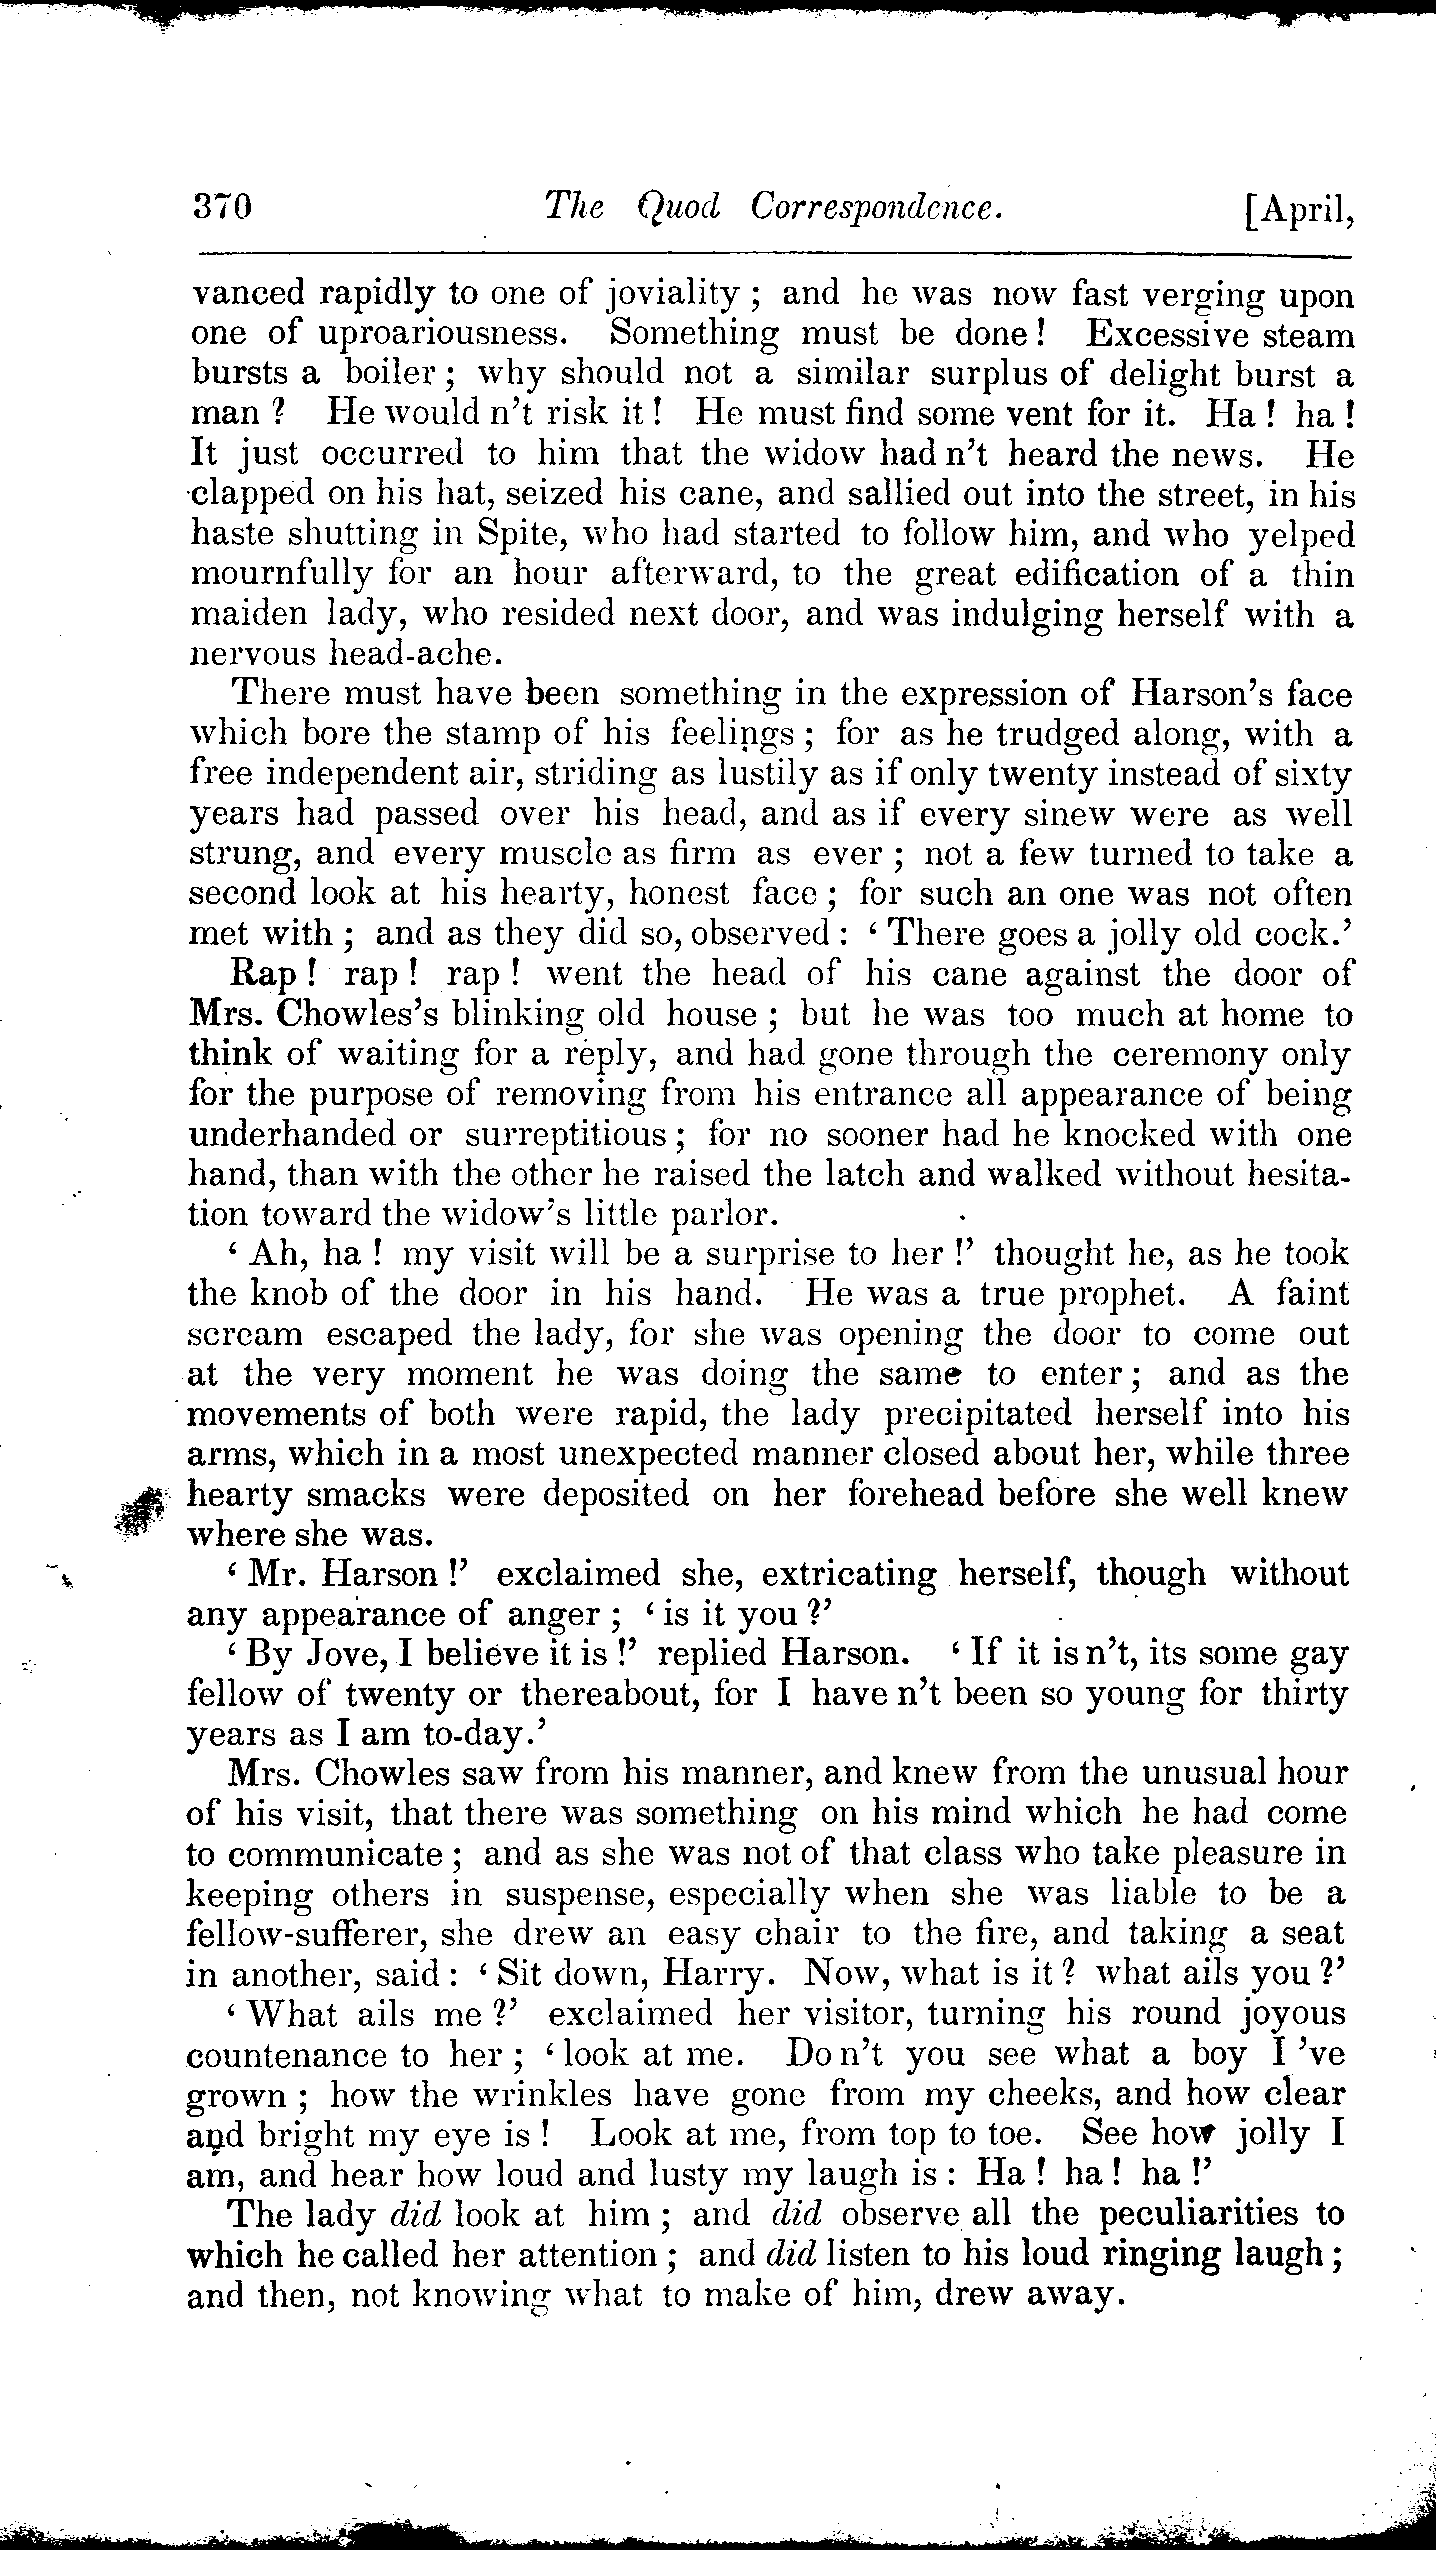 370 The Quod Correspondence. [April,
vanced rapidly to one of joviality ; and he was now fast verging upon
one of uproariousness. Something must be done ! Excessive steam
bursts a boiler ; why should not a similar surplus of delight burst a
man ? He would n't risk it ! He must find some vent for it. Ha ! ha !
It just occurred to him that the widow had n't heard the news. He
clapped on his hat, seized his cane, and sallied out into the street, in his
haste shutting in Spite, who had started to follow him, and who yelped
mournfully for an hour afterward, to the great edification of a thin
maiden lady, who resided next door, and was indulging herself with a
nervous head-ache.
There must have been something in the expression of Harson's face
which bore the stamp of his feelings ; for as he trudged along, with a
free independent air, striding as lustily as if only twenty instead of sixty
years had passed over his head, and as if every sinew were as well
strung, and every muscle as firm as ever ; not a few turned to take a
second look at his hearty, honest face ; for such an one was not often
met with ; and as they did so, observed : ' There goes a jolly old cock.'
Rap ! rap ! rap ! went the head of his cane against the door of
Mrs. Chowles's blinking old house ; but he was too much at home to
think of waiting for a reply, and had gone through the ceremony only
for the purpose of removing from his entrance all appearance of being
underhanded or surreptitious ; for no sooner had he knocked with one
hand, than with the other he raised the latch and walked without hesita-
tion toward the widow's little parlor.
' Ah, ha ! my visit will be a surprise to her !' thought he, as he took
the knob of the door in his hand. He was a true prophet. A faint
scream escaped the lady, for she was opening the door to come out
at the very moment he was doing the same to enter ; and as the
movements of both were rapid, the lady precipitated herself into his
arms, which in a most unexpected manner closed about her, while three
hearty smacks were deposited on her forehead before she well knew
where she was.
' Mr. Harson !' exclaimed she, extricating herself, though without
any appearance of anger ; ' is it you ?'
' By Jove, I believe it is !' replied Harson. ' If it is n't, its some gay
fellow of twenty or thereabout, for I have n't been so young for thirty
years as I am to-day.'
Mrs. Chowles saw from his manner, and knew from the unusual hour
of his visit, that there was something on his mind which he had come
to communicate ; and as she was not of that class who take pleasure in
keeping others in suspense, especially when she was liable to be a
fellow-sufferer, she drew an easy chair to the fire, and taking a seat
in another, said : ' Sit down, Harry. Now, what is it ? what ails you ?'
' What ails me ?' exclaimed her visitor, turning his round joyous
countenance to her ; ' look at me. Do n't you see what a boy I 've
grown ; how the wrinkles have gone from my cheeks, and how clear
and bright my eye is ! Look at me, from top to toe. See how jolly I
am, and hear how loud and lusty my laugh is : Ha ! ha ! ha !'
The lady did look at him ; and did observe all the peculiarities to
which he called her attention ; and did listen to his loud ringing laugh ;
and then, not knowing what to make of him, drew away.